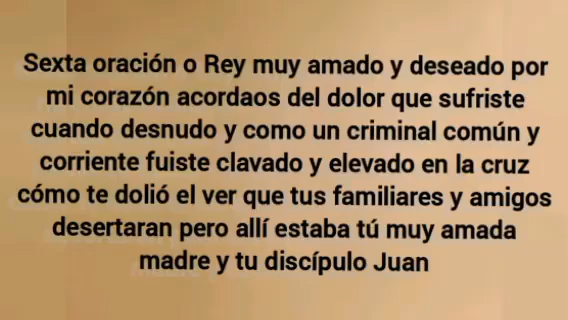 Sexta oración o Rey muy amado y deseado por
mi corazón acordaos del dolor que sufriste
cuando desnudo y como un criminal común y
corriente fuiste clavado y elevado en la cruz
cómo te dolió el ver que tus familiares y amigos
desertaran pero allí estaba tú muy amada
madre y tu discípulo Juan